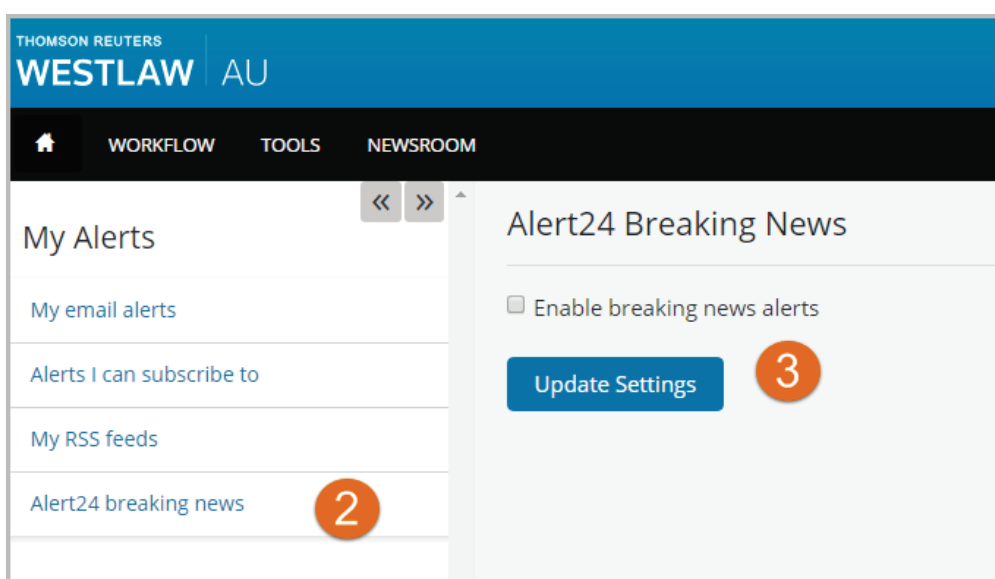 THOMSON REUTERS
WESTLAW AU
WORKFLOW TOOLS NEWSROOM
My Alerts
My email alerts
Alerts I can subscribe to
My RSS feeds
Alert24 breaking news
2
Alert24 Breaking News
Enable breaking news alerts
Update Settings
3